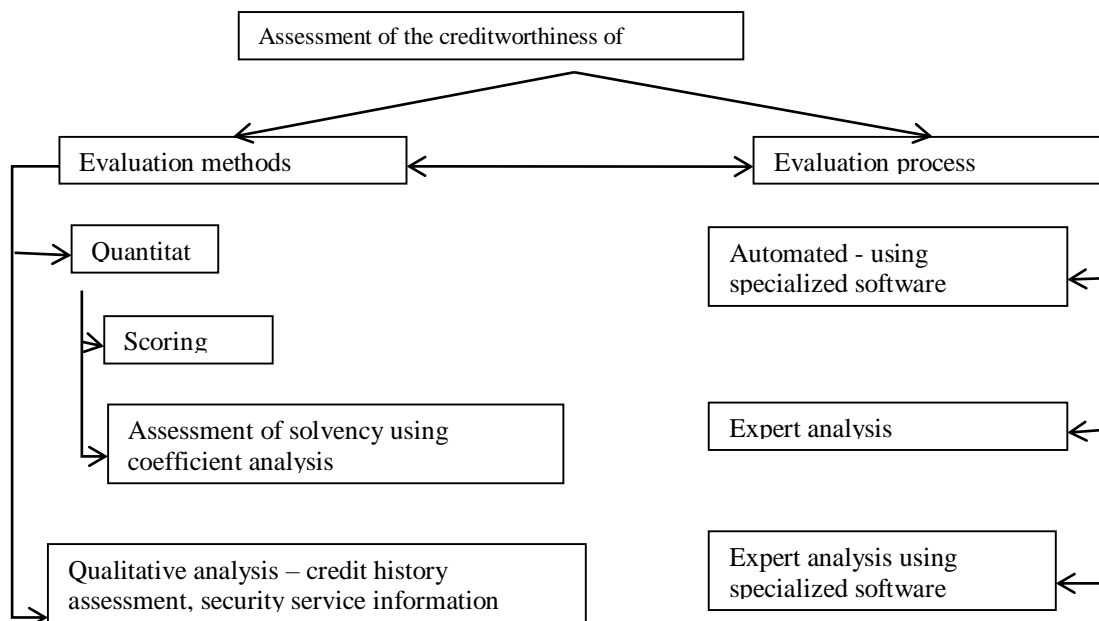 Assessment of the creditworthiness of
Evaluation methods
Evaluation process
Quantitat
Automated - using
specialized software
Scoring
Assessment of solvency using
coefficient analysis
Expert analysis
Qualitative analysis – credit history
assessment, security service information
Expert analysis using
specialized software